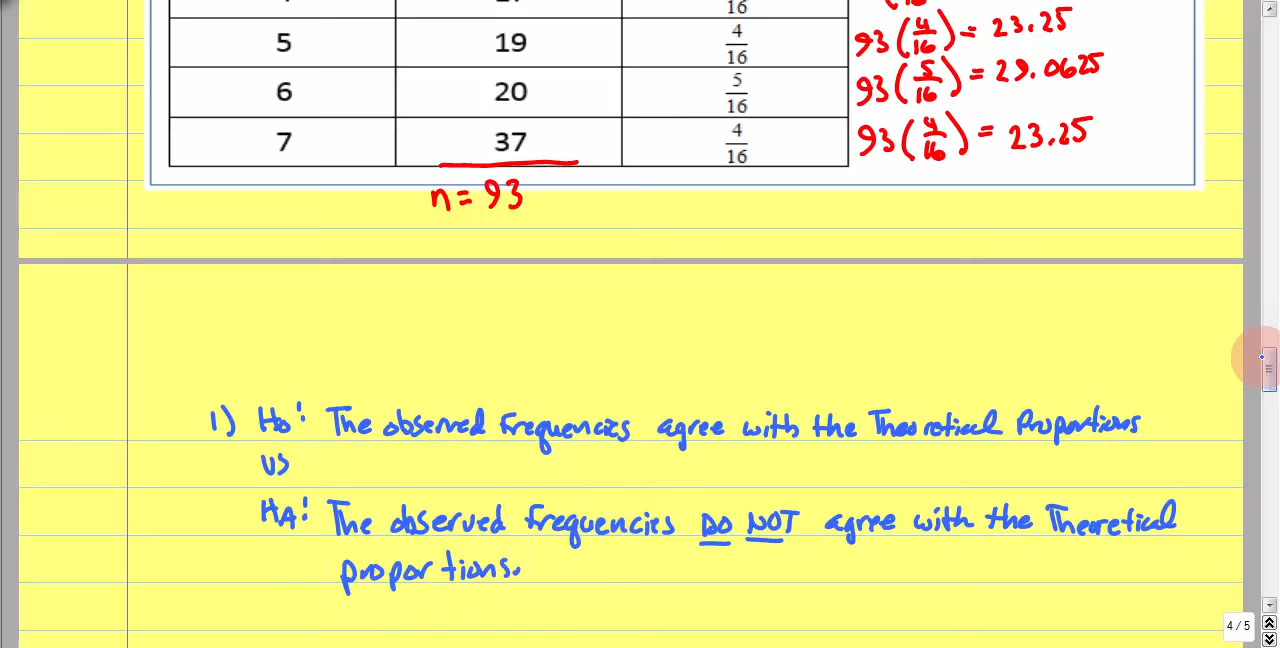 16
5 19 4/16 93(4/16) = 23.25
6 20 5/16 93(5/16) = 29.0625
7 37 4/16 93(4/16) = 23.25
n = 93
1) H0: The observed frequencies agree with the Theoretical Proportions
vs
HA: The observed frequencies DO NOT agree with the Theoretical
proportions.
4 / 5